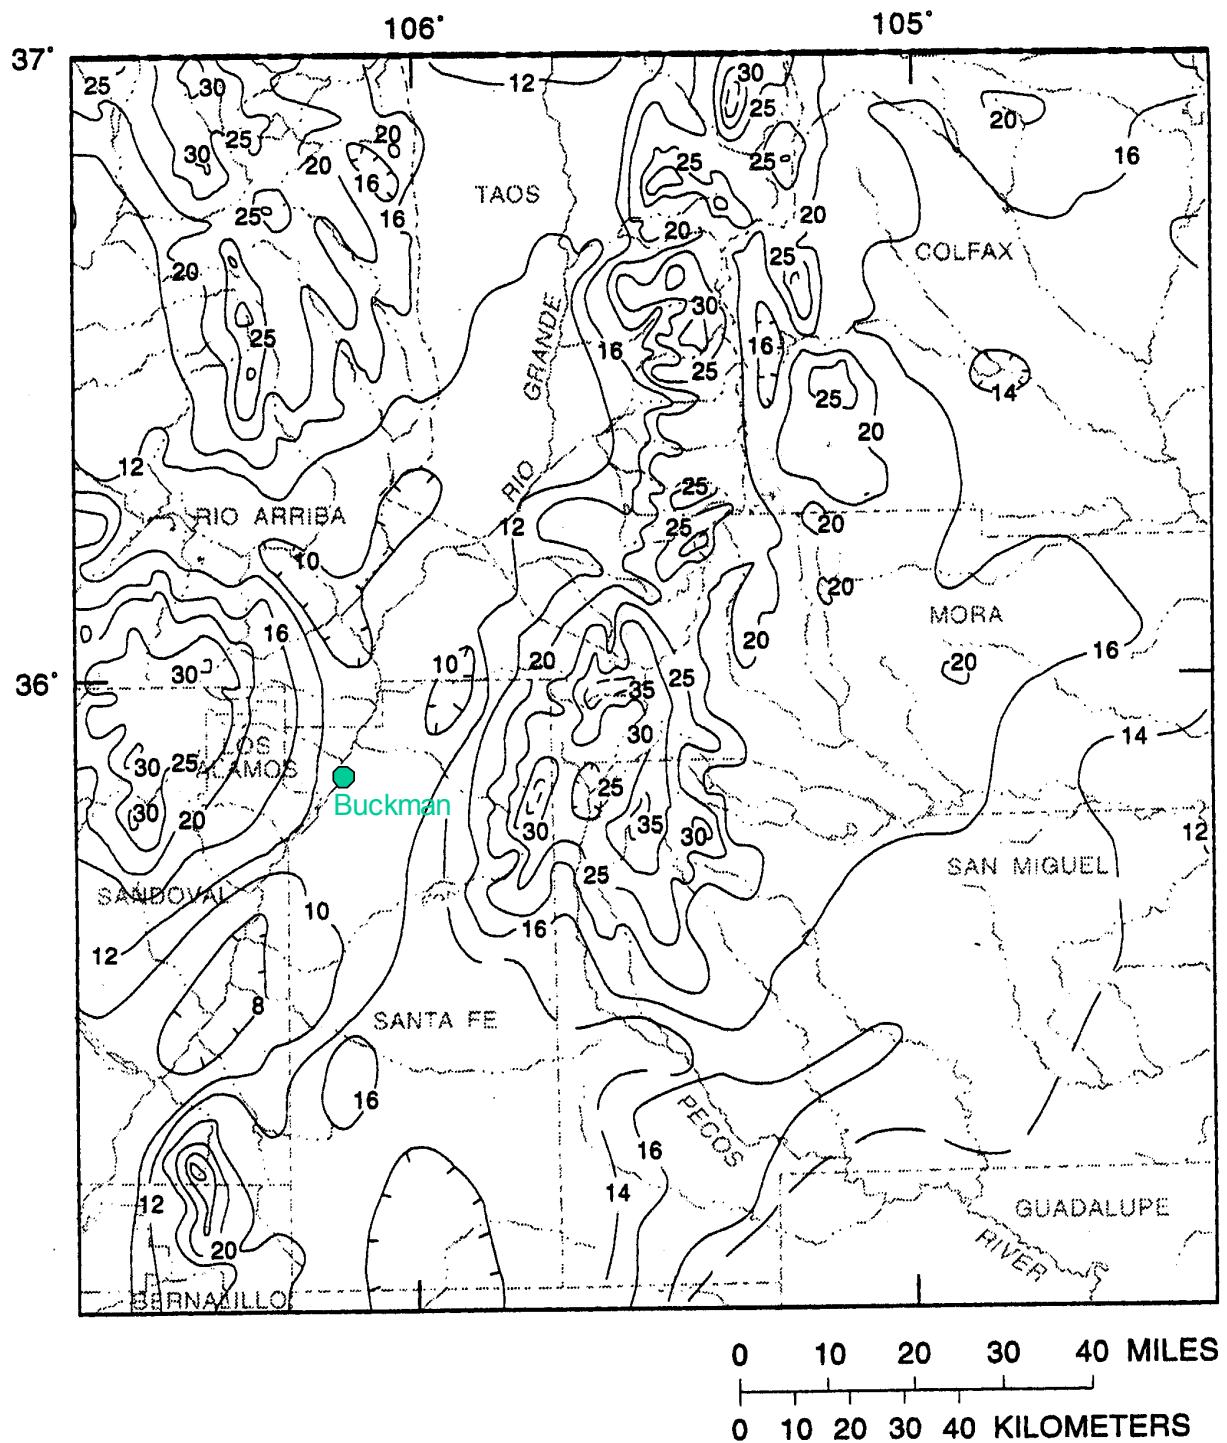 106° 105°
37°
12 30
25 30 25
20
25 20 16
30 20 25 25
16
TAOS
25 16 20
20
COLFAX
20 25
30
25 GRANDE 16 16
25 14
25
20
12
RIO
25
RIO ARRIBA 12 25 20
10
20
MORA
0 16
20 16
10 20 20
30 25
36°
35
30
14
LOS
30 25 ALAMOS
25
Buckman
30 20 30 35 30 12
SAN MIGUEL
25
SANDOVAL
10
16
12
8
SANTA FE
16
PECOS
16
14
12
GUADALUPE
20
RIVER
BERNALILLO
0 10 20 30 40 MILES
0 10 20 30 40 KILOMETERS